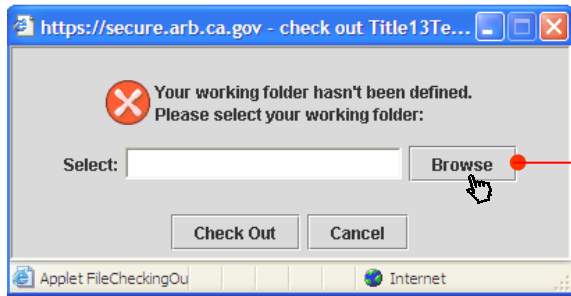 https://secure.arb.ca.gov - check out Title13Te...
Your working folder hasn't been defined.
Please select your working folder:
Select:
Browse
Check Out
Cancel
Applet FileCheckingOu
Internet